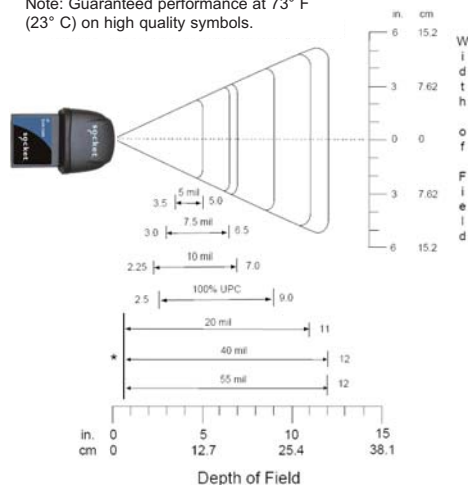 Note: Guaranteed performance at 73° F
(23° C) on high quality symbols.
in. cm
6 15.2
3 7.62
0 0
3 7.62
6 15.2
Width of Field
socket
socket.
3.5 5 mil 5.0
3.0 7.5 mil 6.5
2.25 10 mil 7.0
2.5 100% UPC 9.0
20 mil 11
* 40 mil 12
55 mil 12
in. 0 5 10 15
cm 0 12.7 25.4 38.1
Depth of Field